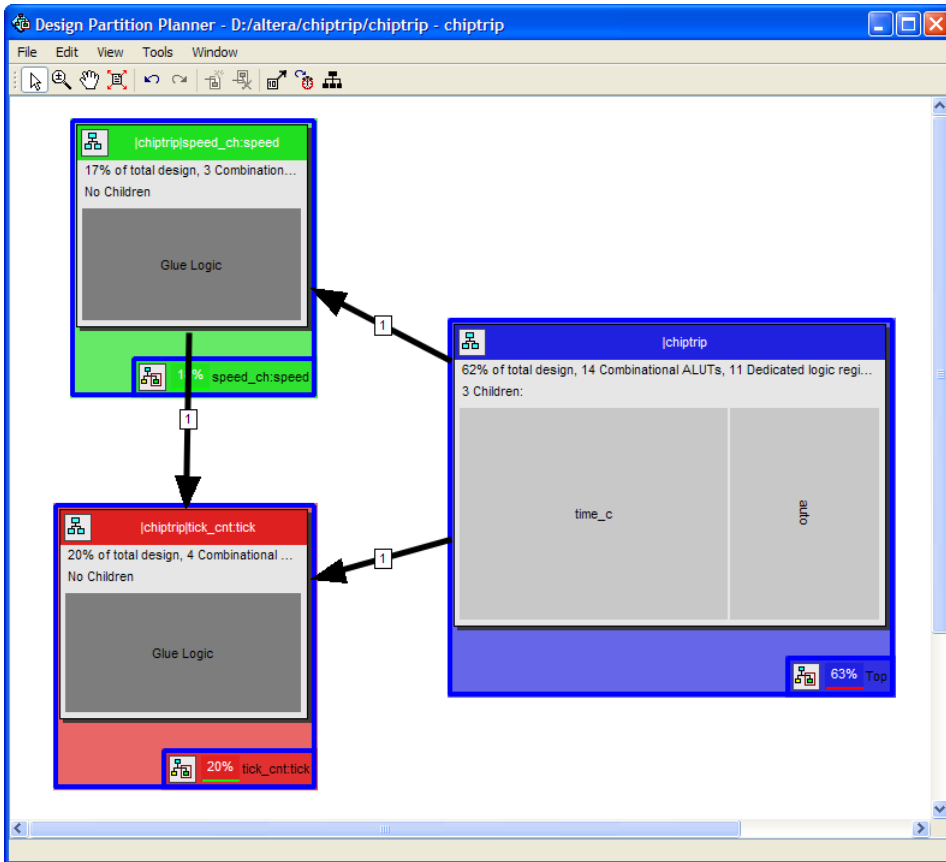 Design Partition Planner - D:/altera/chiptrip/chiptrip - chiptrip
File Edit View Tools Window
|chiptrip|speed_ch:speed
17% of total design, 3 Combination...
No Children
Glue Logic
speed_ch:speed
1
1
|chiptrip
62% of total design, 14 Combinational ALUTs, 11 Dedicated logic regi...
3 Children:
time_c
auto
63% Top
1
|chiptrip|tick_cnt:tick
20% of total design, 4 Combinational ...
No Children
Glue Logic
20% tick_cnt:tick